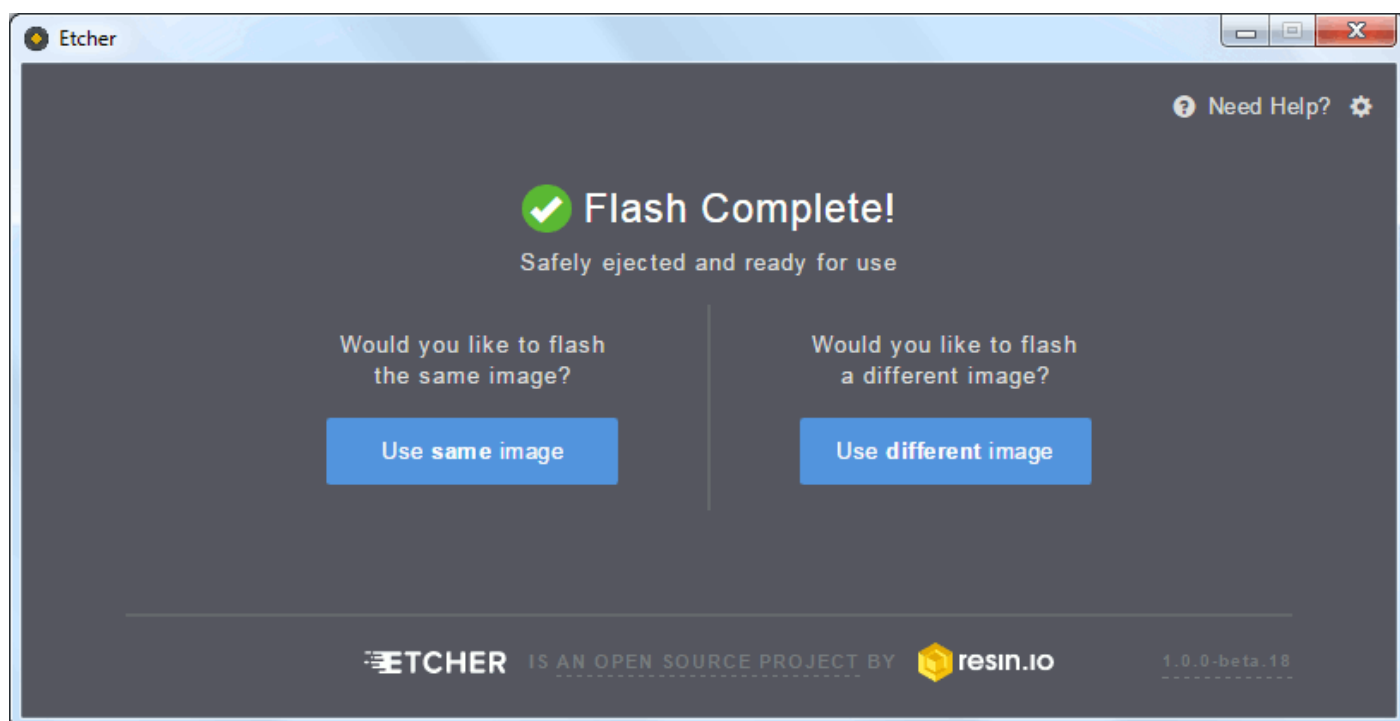 Etcher
Need Help?
Flash Complete!
Safely ejected and ready for use
Would you like to flash
the same image?
Use same image
Would you like to flash
a different image?
Use different image
ETCHER IS AN OPEN SOURCE PROJECT BY resin.io 1.0.0-beta.18